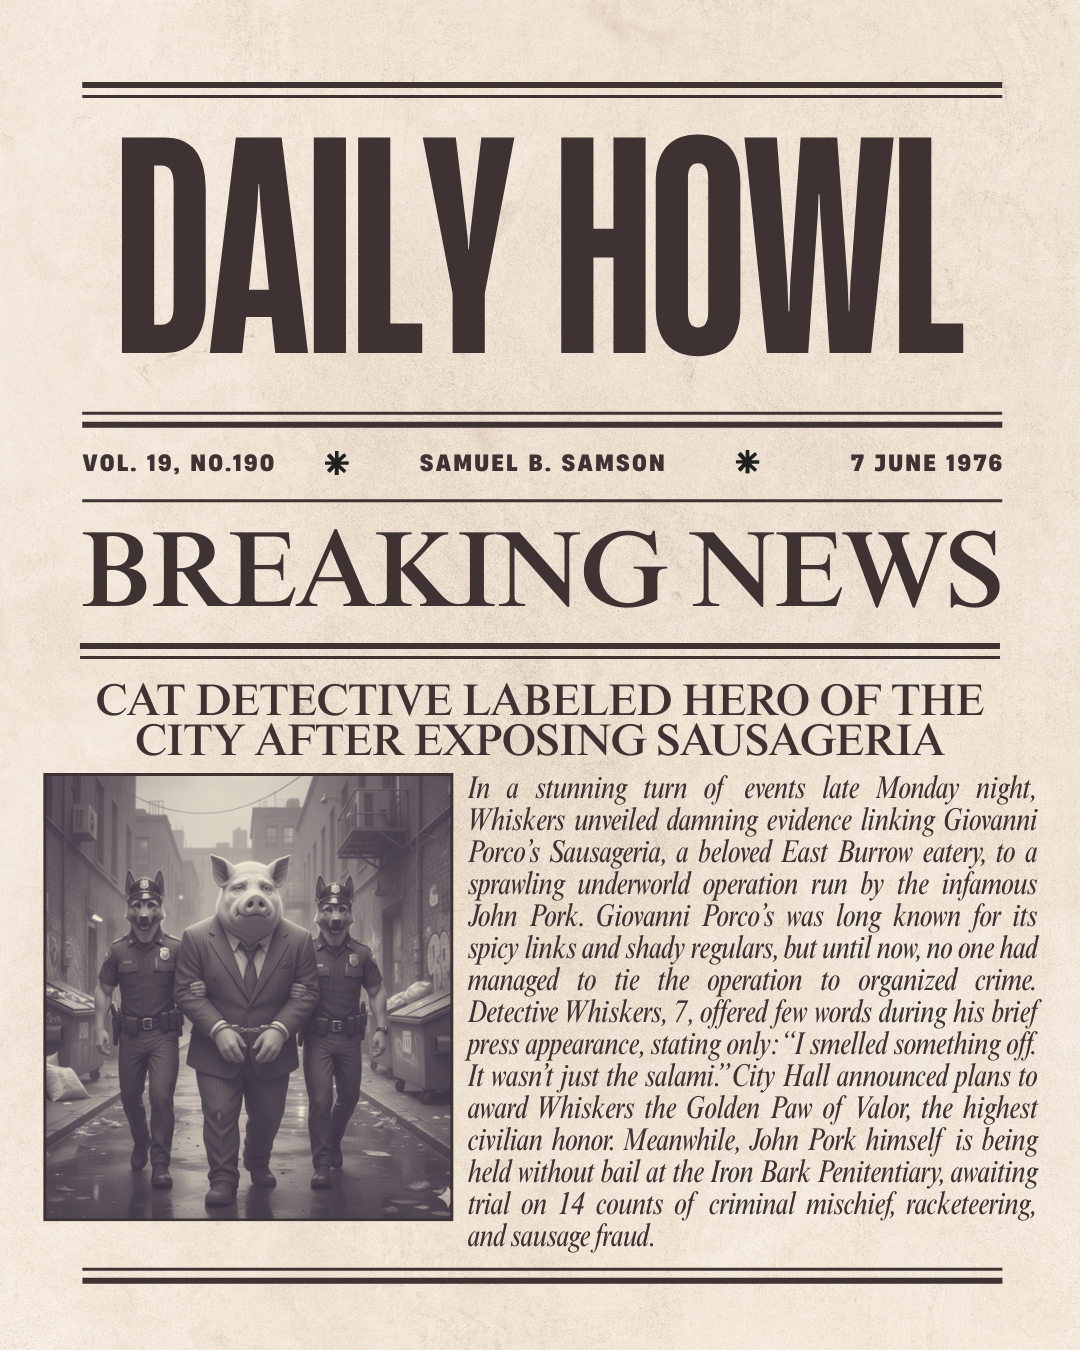 DAILY HOWL
VOL. 19, NO.190
SAMUEL B. SAMSON
7 JUNE 1976
BREAKING NEWS
CAT DETECTIVE LABELED HERO OF THE
CITY AFTER EXPOSING SAUSAGERIA
In a stunning turn of events late Monday night,
Whiskers unveiled damning evidence linking Giovanni
Porco’s Sausageria, a beloved East Burrow eatery, to a
sprawling underworld operation run by the infamous
John Pork. Giovanni Porco’s was long known for its
spicy links and shady regulars, but until now, no one had
managed to tie the operation to organized crime.
Detective Whiskers, 7, offered few words during his brief
press appearance, stating only: “I smelled something off.
It wasn’t just the salami.” City Hall announced plans to
award Whiskers the Golden Paw of Valor, the highest
civilian honor. Meanwhile, John Pork himself is being
held without bail at the Iron Bark Penitentiary, awaiting
trial on 14 counts of criminal mischief, racketeering,
and sausage fraud.